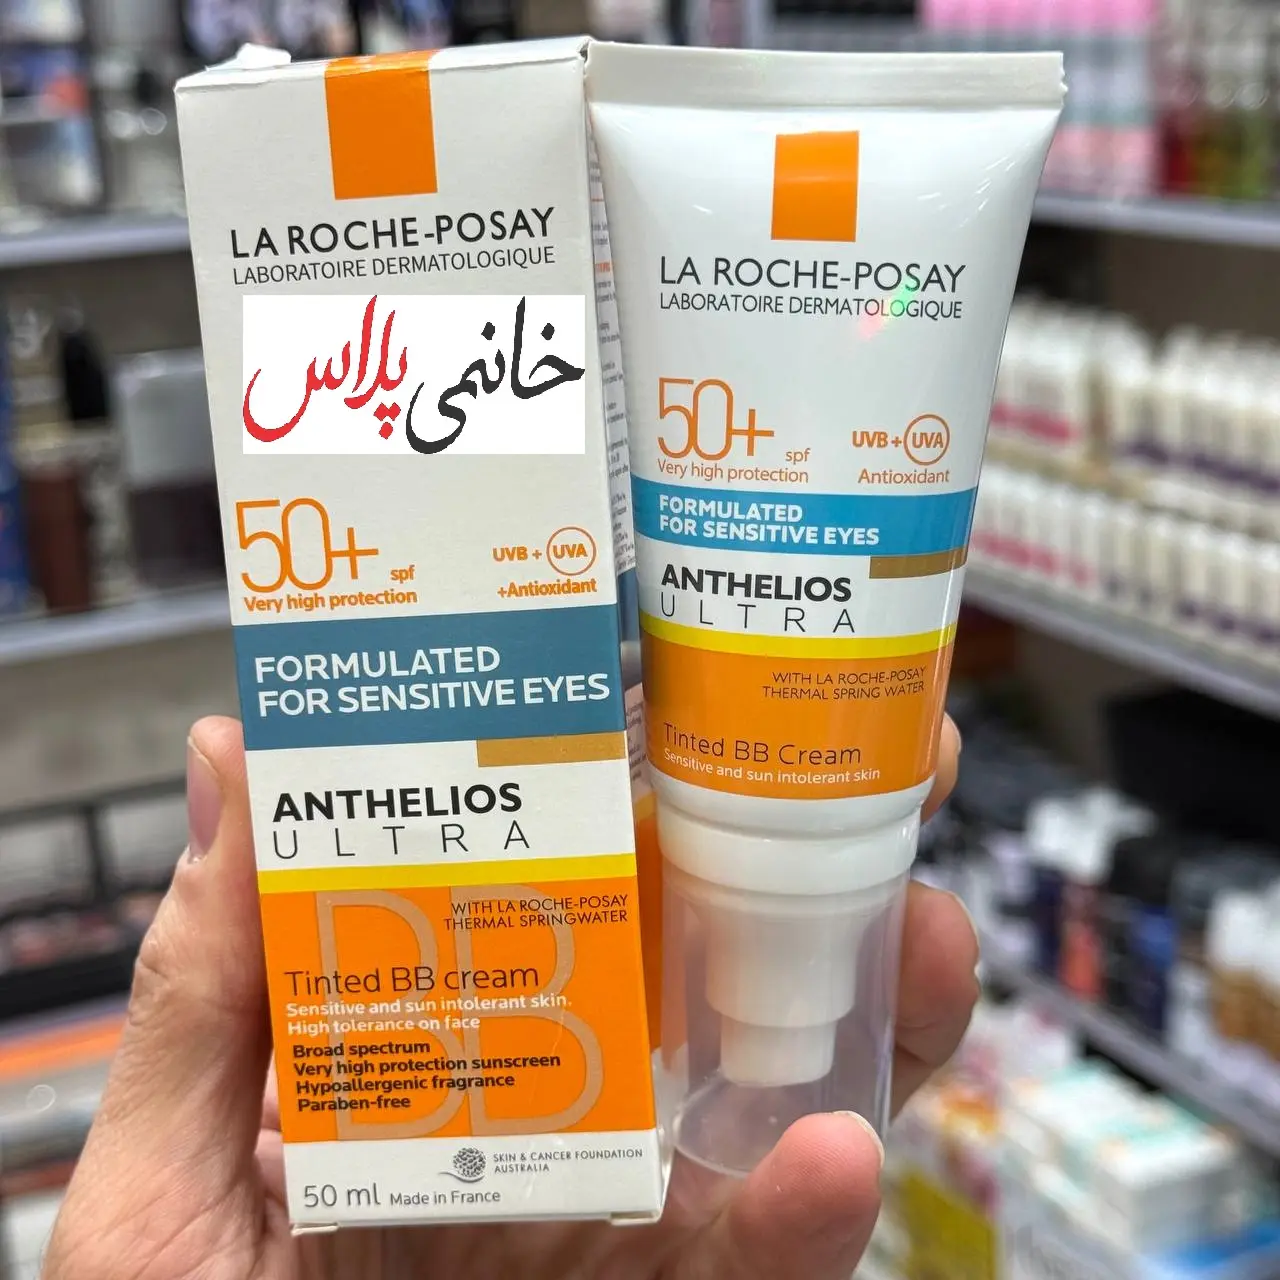 LA ROCHE-POSAY
LABORATOIRE DERMATOLOGIQUE
خانمی پلاس
50+ spf
Very high protection
UVB + UVA
+Antioxidant
FORMULATED
FOR SENSITIVE EYES
ANTHELIOS
ULTRA
BB
WITH LA ROCHE-POSAY
THERMAL SPRINGWATER
Tinted BB cream
Sensitive and sun intolerant skin.
High tolerance on face
Broad spectrum
Very high protection sunscreen
Hypoallergenic fragrance
Paraben-free
SKIN & CANCER FOUNDATION
AUSTRALIA
50 ml Made in France
LA ROCHE-POSAY
LABORATOIRE DERMATOLOGIQUE
50+ spf
Very high protection
UVB + UVA
Antioxidant
FORMULATED
FOR SENSITIVE EYES
ANTHELIOS
ULTRA
WITH LA ROCHE-POSAY
THERMAL SPRING WATER
Tinted BB Cream
Sensitive and sun intolerant skin